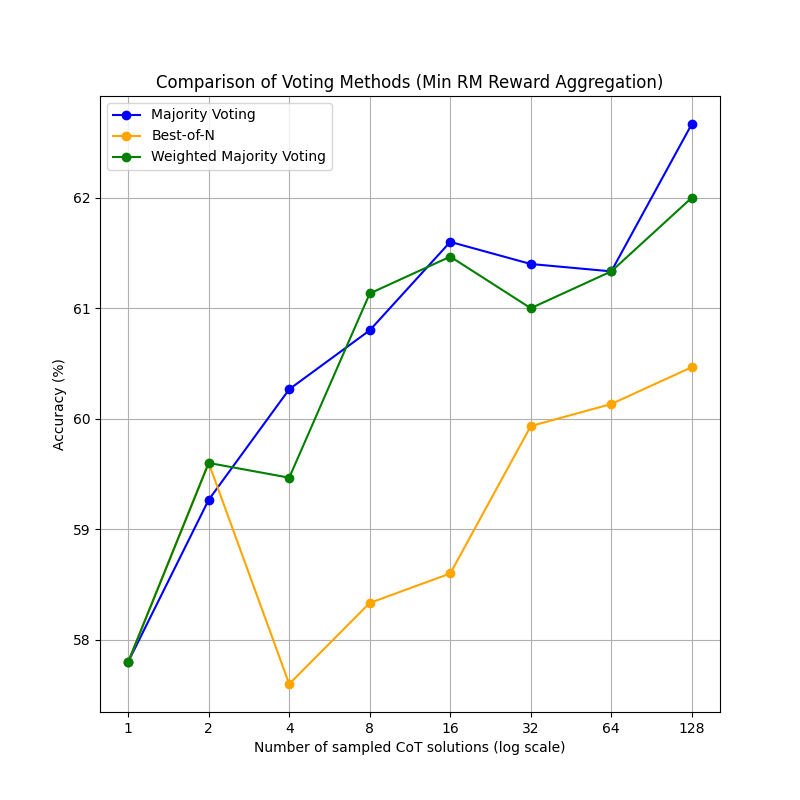 Comparison of Voting Methods (Min RM Reward Aggregation)
Majority Voting
Best-of-N
Weighted Majority Voting
62
61
60
59
58
Accuracy (%)
1 2 4 8 16 32 64 128
Number of sampled CoT solutions (log scale)